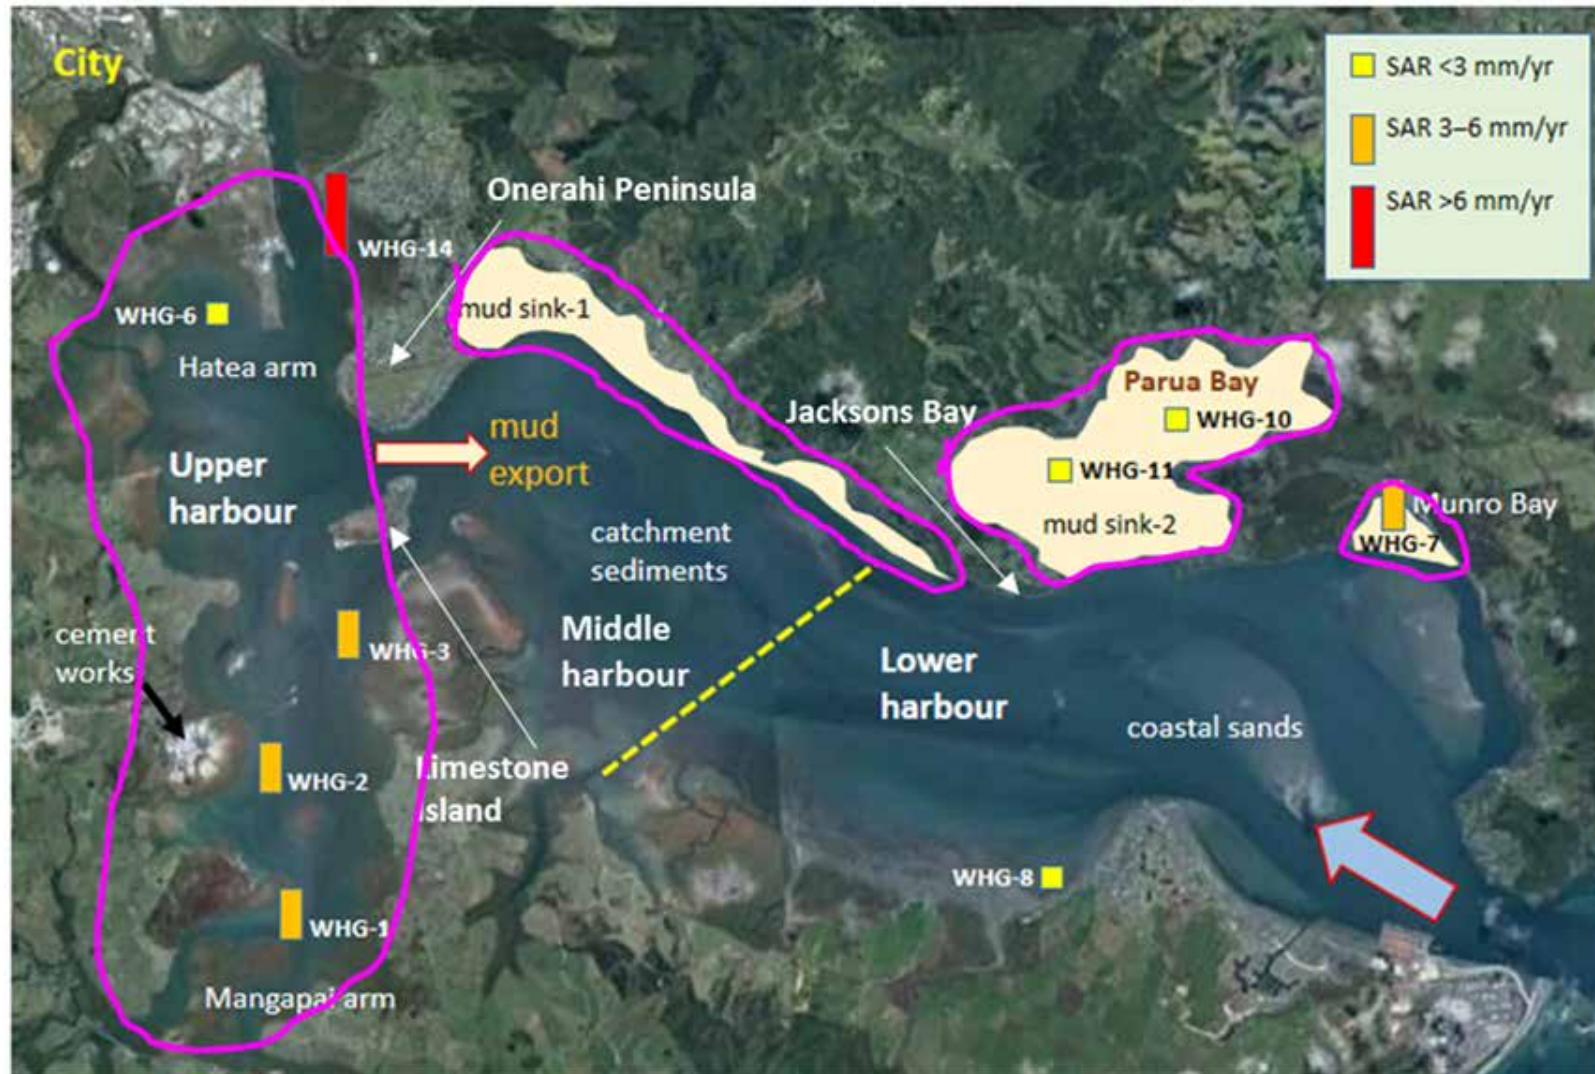 City
SAR <3 mm/yr
SAR 3–6 mm/yr
SAR >6 mm/yr
Onerahi Peninsula
WHG-14
mud sink-1
WHG-6
Hatea arm
Parua Bay
Jacksons Bay
WHG-10
mud
export
WHG-11
Upper
harbour
mud sink-2
Munro Bay
WHG-7
catchment
sediments
Middle
harbour
cement
works
WHG-3
Lower
harbour
coastal sands
WHG-2
Limestone
island
WHG-8
WHG-1
Mangapai arm